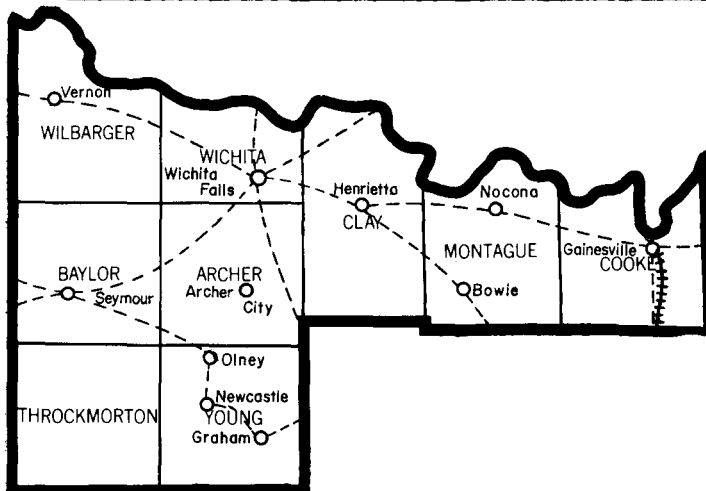 Vernon
WILBARGER
WICHITA
Wichita
Falls
Henrietta
CLAY
Nocona
MONTAGUE
Gainesville
COOKE
BAYLOR
Seymour
ARCHER
Archer
City
Bowie
Olney
THROCKMORTON
Newcastle
YOUNG
Graham